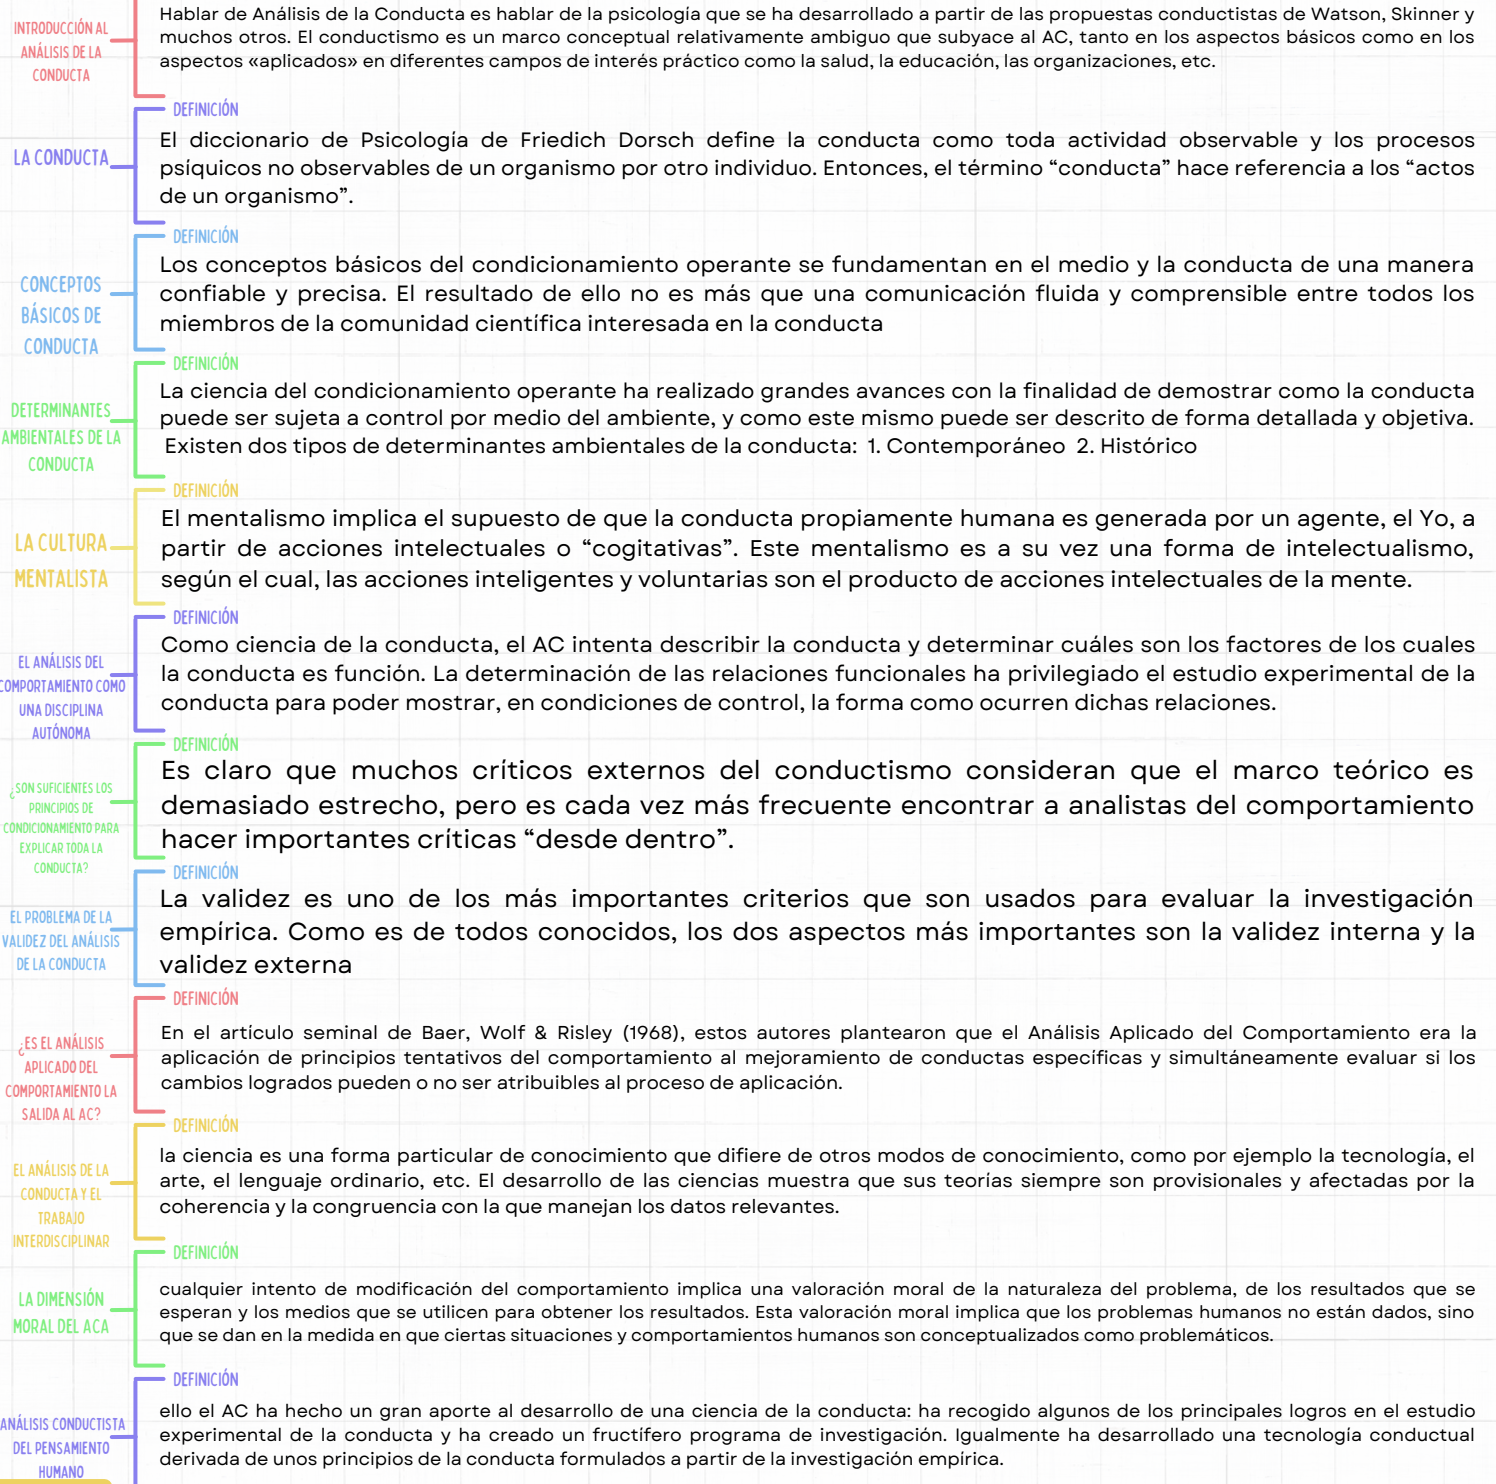 INTRODUCCIÓN AL
ANÁLISIS DE LA
CONDUCTA
Hablar de Análisis de la Conducta es hablar de la psicología que se ha desarrollado a partir de las propuestas conductistas de Watson, Skinner y
muchos otros. El conductismo es un marco conceptual relativamente ambiguo que subyace al AC, tanto en los aspectos básicos como en los
aspectos «aplicados» en diferentes campos de interés práctico como la salud, la educación, las organizaciones, etc.
LA CONDUCTA
DEFINICIÓN
El diccionario de Psicología de Friedich Dorsch define la conducta como toda actividad observable y los procesos
psíquicos no observables de un organismo por otro individuo. Entonces, el término “conducta” hace referencia a los “actos
de un organismo”.
CONCEPTOS
BÁSICOS DE
CONDUCTA
DEFINICIÓN
Los conceptos básicos del condicionamiento operante se fundamentan en el medio y la conducta de una manera
confiable y precisa. El resultado de ello no es más que una comunicación fluida y comprensible entre todos los
miembros de la comunidad científica interesada en la conducta
DETERMINANTES
AMBIENTALES DE LA
CONDUCTA
DEFINICIÓN
La ciencia del condicionamiento operante ha realizado grandes avances con la finalidad de demostrar como la conducta
puede ser sujeta a control por medio del ambiente, y como este mismo puede ser descrito de forma detallada y objetiva.
Existen dos tipos de determinantes ambientales de la conducta: 1. Contemporáneo 2. Histórico
LA CULTURA
MENTALISTA
DEFINICIÓN
El mentalismo implica el supuesto de que la conducta propiamente humana es generada por un agente, el Yo, a
partir de acciones intelectuales o “cogitativas”. Este mentalismo es a su vez una forma de intelectualismo,
según el cual, las acciones inteligentes y voluntarias son el producto de acciones intelectuales de la mente.
EL ANÁLISIS DEL
COMPORTAMIENTO COMO
UNA DISCIPLINA
AUTÓNOMA
DEFINICIÓN
Como ciencia de la conducta, el AC intenta describir la conducta y determinar cuáles son los factores de los cuales
la conducta es función. La determinación de las relaciones funcionales ha privilegiado el estudio experimental de la
conducta para poder mostrar, en condiciones de control, la forma como ocurren dichas relaciones.
¿SON SUFICIENTES LOS
PRINCIPIOS DE
CONDICIONAMIENTO PARA
EXPLICAR TODA LA
CONDUCTA?
DEFINICIÓN
Es claro que muchos críticos externos del conductismo consideran que el marco teórico es
demasiado estrecho, pero es cada vez más frecuente encontrar a analistas del comportamiento
hacer importantes críticas “desde dentro”.
EL PROBLEMA DE LA
VALIDEZ DEL ANÁLISIS
DE LA CONDUCTA
DEFINICIÓN
La validez es uno de los más importantes criterios que son usados para evaluar la investigación
empírica. Como es de todos conocidos, los dos aspectos más importantes son la validez interna y la
validez externa
¿ES EL ANÁLISIS
APLICADO DEL
COMPORTAMIENTO LA
SALIDA AL AC?
DEFINICIÓN
En el artículo seminal de Baer, Wolf & Risley (1968), estos autores plantearon que el Análisis Aplicado del Comportamiento era la
aplicación de principios tentativos del comportamiento al mejoramiento de conductas específicas y simultáneamente evaluar si los
cambios logrados pueden o no ser atribuibles al proceso de aplicación.
EL ANÁLISIS DE LA
CONDUCTA Y EL
TRABAJO
INTERDISCIPLINAR
DEFINICIÓN
la ciencia es una forma particular de conocimiento que difiere de otros modos de conocimiento, como por ejemplo la tecnología, el
arte, el lenguaje ordinario, etc. El desarrollo de las ciencias muestra que sus teorías siempre son provisionales y afectadas por la
coherencia y la congruencia con la que manejan los datos relevantes.
LA DIMENSIÓN
MORAL DEL ACA
DEFINICIÓN
cualquier intento de modificación del comportamiento implica una valoración moral de la naturaleza del problema, de los resultados que se
esperan y los medios que se utilicen para obtener los resultados. Esta valoración moral implica que los problemas humanos no están dados, sino
que se dan en la medida en que ciertas situaciones y comportamientos humanos son conceptualizados como problemáticos.
ANÁLISIS CONDUCTISTA
DEL PENSAMIENTO
HUMANO
DEFINICIÓN
ello el AC ha hecho un gran aporte al desarrollo de una ciencia de la conducta: ha recogido algunos de los principales logros en el estudio
experimental de la conducta y ha creado un fructífero programa de investigación. Igualmente ha desarrollado una tecnología conductual
derivada de unos principios de la conducta formulados a partir de la investigación empírica.